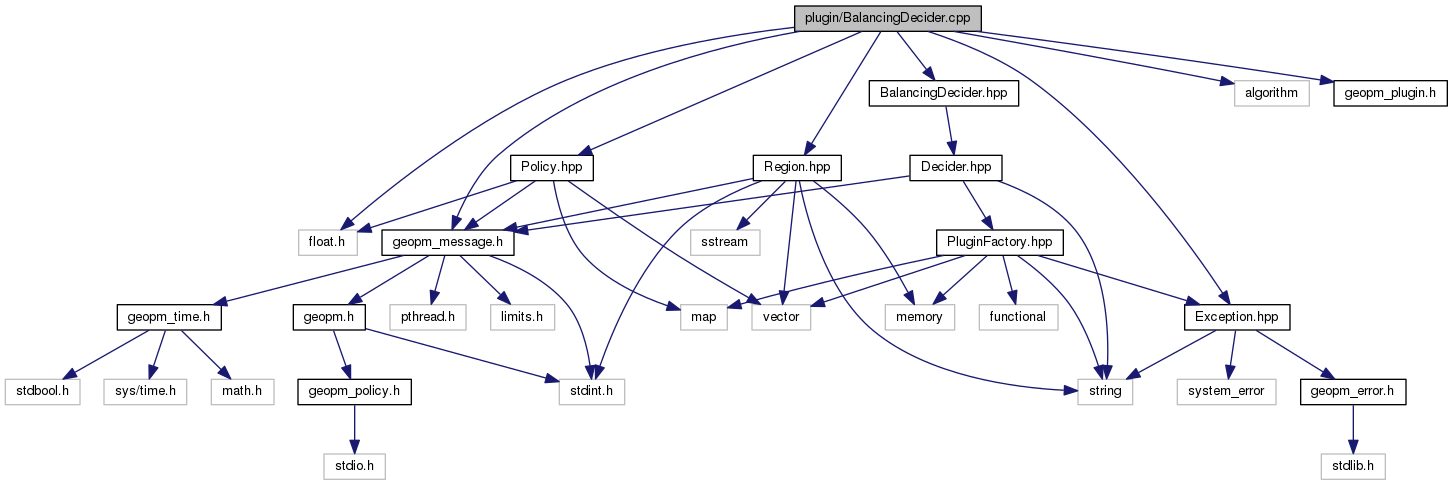 plugin/BalancingDecider.cpp
BalancingDecider.hpp
algorithm
geopm_plugin.h
Policy.hpp
Region.hpp
Decider.hpp
float.h
geopm_message.h
sstream
PluginFactory.hpp
geopm_time.h
geopm.h
pthread.h
limits.h
map
vector
memory
functional
Exception.hpp
stdbool.h
sys/time.h
math.h
geopm_policy.h
stdint.h
string
system_error
geopm_error.h
stdio.h
stdlib.h